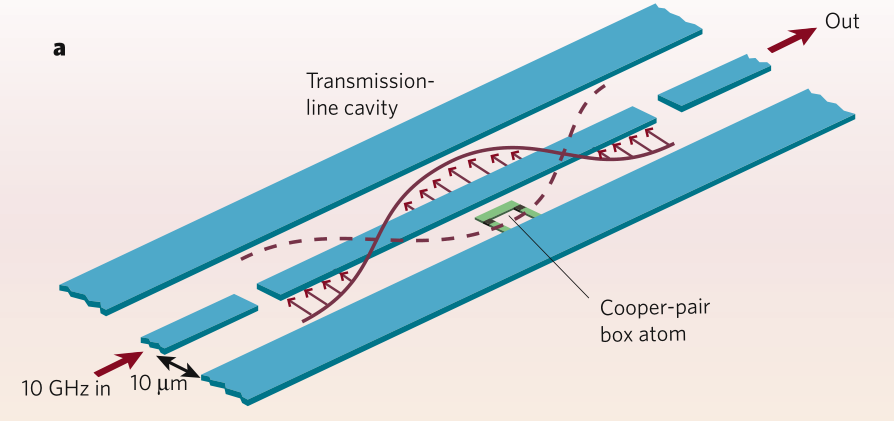 a
Out
Transmission-
line cavity
Cooper-pair
box atom
10 GHz in
10 μm